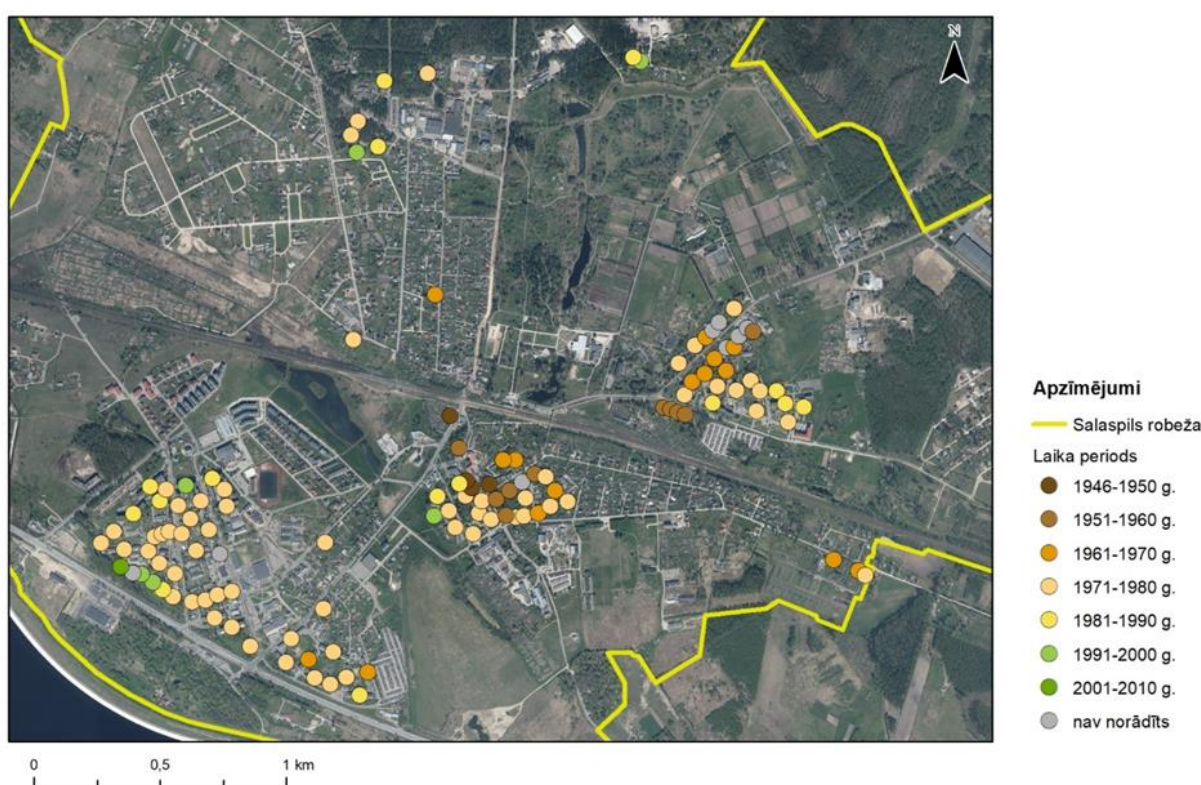 N
Apzīmējumi
Salaspils robeža
Laika periods
1946-1950 g.
1951-1960 g.
1961-1970 g.
1971-1980 g.
1981-1990 g.
1991-2000 g.
2001-2010 g.
nav norādīts
0 0,5 1 km